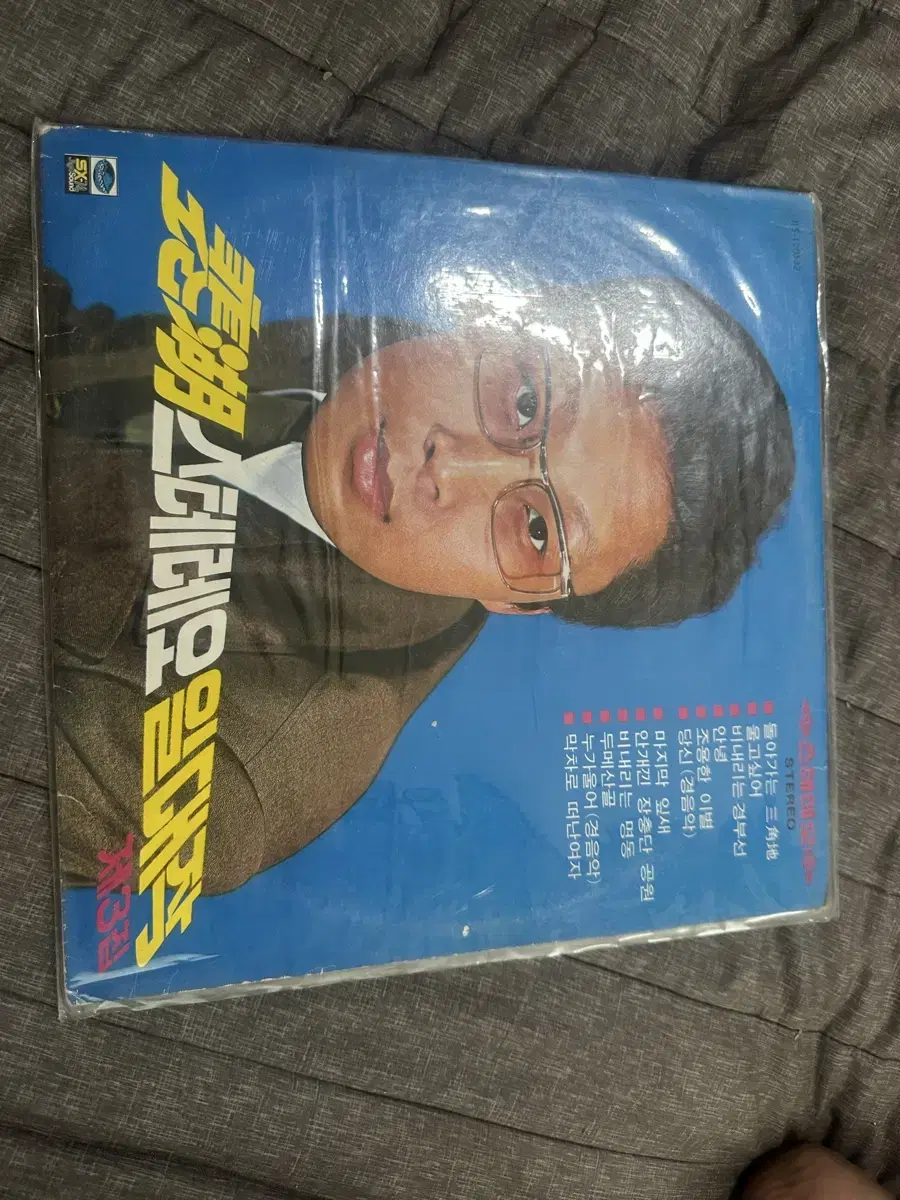 STEREO
돌아가는 三角地
울고싶어
비내리는 경부선
안녕
조용한 이별
당신 (경음악)
마지막 잎새
안개낀 장충단 공원
비내리는 명동
두메산골
누가울어 (경음악)
막차로 떠난여자
裵湖스테레오일대작
제3집